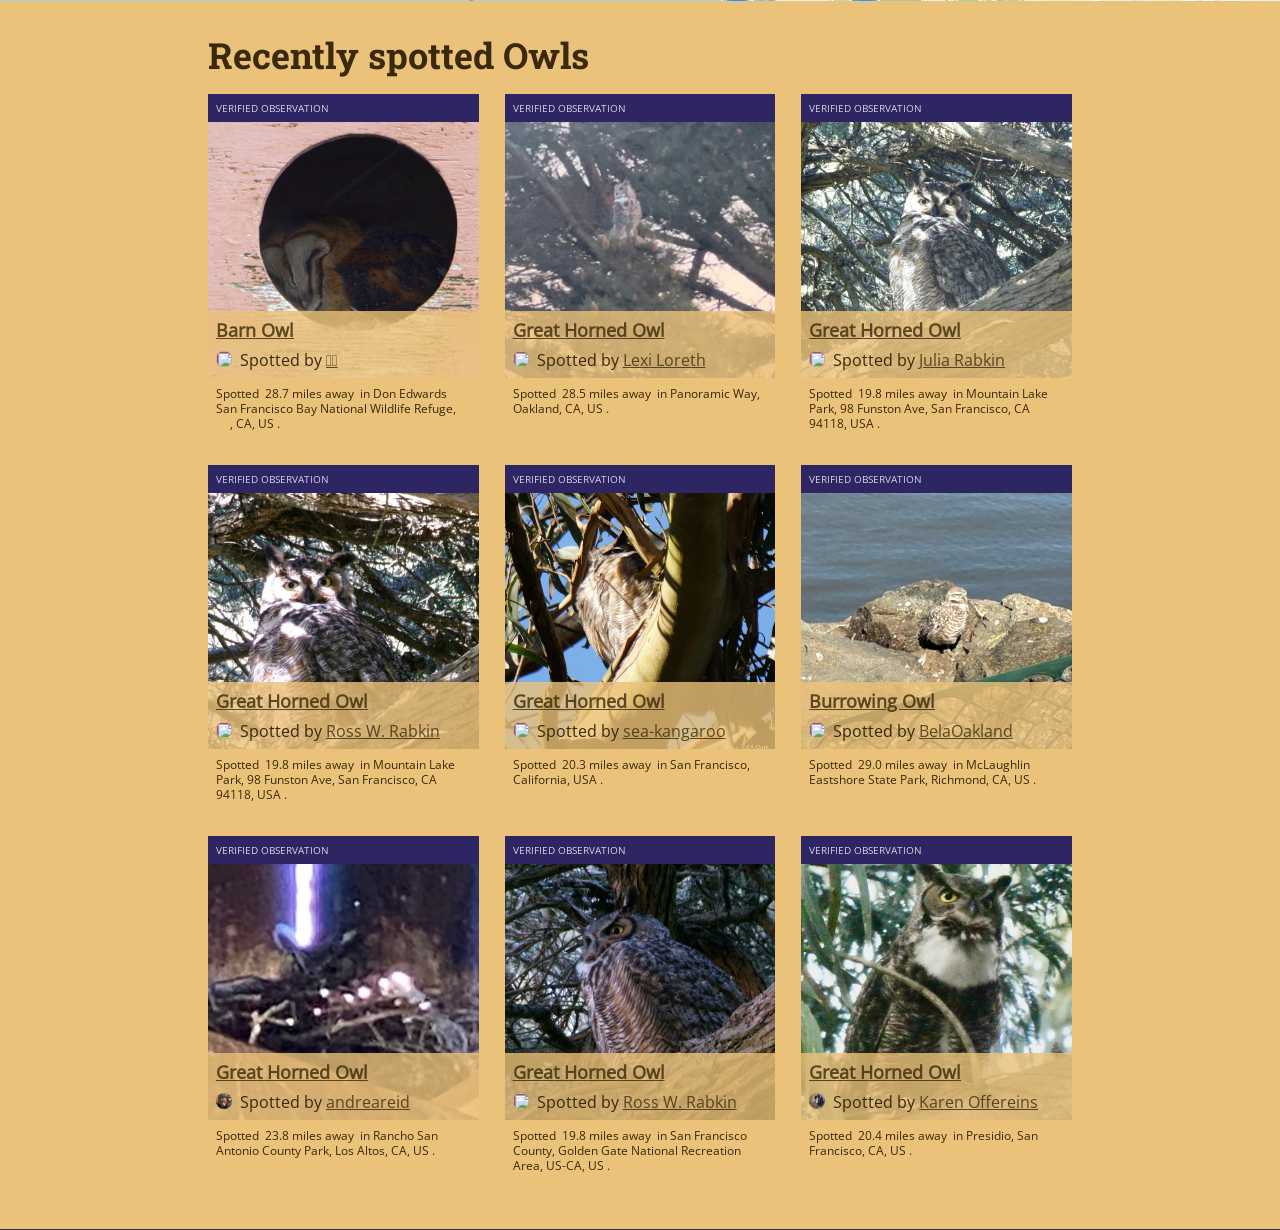 Recently spotted Owls
VERIFIED OBSERVATION
Barn Owl
Spotted by
Spotted 28.7 miles away in Don Edwards
San Francisco Bay National Wildlife Refuge,
, CA, US .
VERIFIED OBSERVATION
Great Horned Owl
Spotted by Lexi Loreth
Spotted 28.5 miles away in Panoramic Way,
Oakland, CA, US .
VERIFIED OBSERVATION
Great Horned Owl
Spotted by Julia Rabkin
Spotted 19.8 miles away in Mountain Lake
Park, 98 Funston Ave, San Francisco, CA
94118, USA .
VERIFIED OBSERVATION
Great Horned Owl
Spotted by Ross W. Rabkin
Spotted 19.8 miles away in Mountain Lake
Park, 98 Funston Ave, San Francisco, CA
94118, USA .
VERIFIED OBSERVATION
Great Horned Owl
Spotted by sea-kangaroo
Spotted 20.3 miles away in San Francisco,
California, USA .
VERIFIED OBSERVATION
Burrowing Owl
Spotted by BelaOakland
Spotted 29.0 miles away in McLaughlin
Eastshore State Park, Richmond, CA, US .
VERIFIED OBSERVATION
Great Horned Owl
Spotted by andreareid
Spotted 23.8 miles away in Rancho San
Antonio County Park, Los Altos, CA, US .
VERIFIED OBSERVATION
Great Horned Owl
Spotted by Ross W. Rabkin
Spotted 19.8 miles away in San Francisco
County, Golden Gate National Recreation
Area, US-CA, US .
VERIFIED OBSERVATION
Great Horned Owl
Spotted by Karen Offereins
Spotted 20.4 miles away in Presidio, San
Francisco, CA, US .